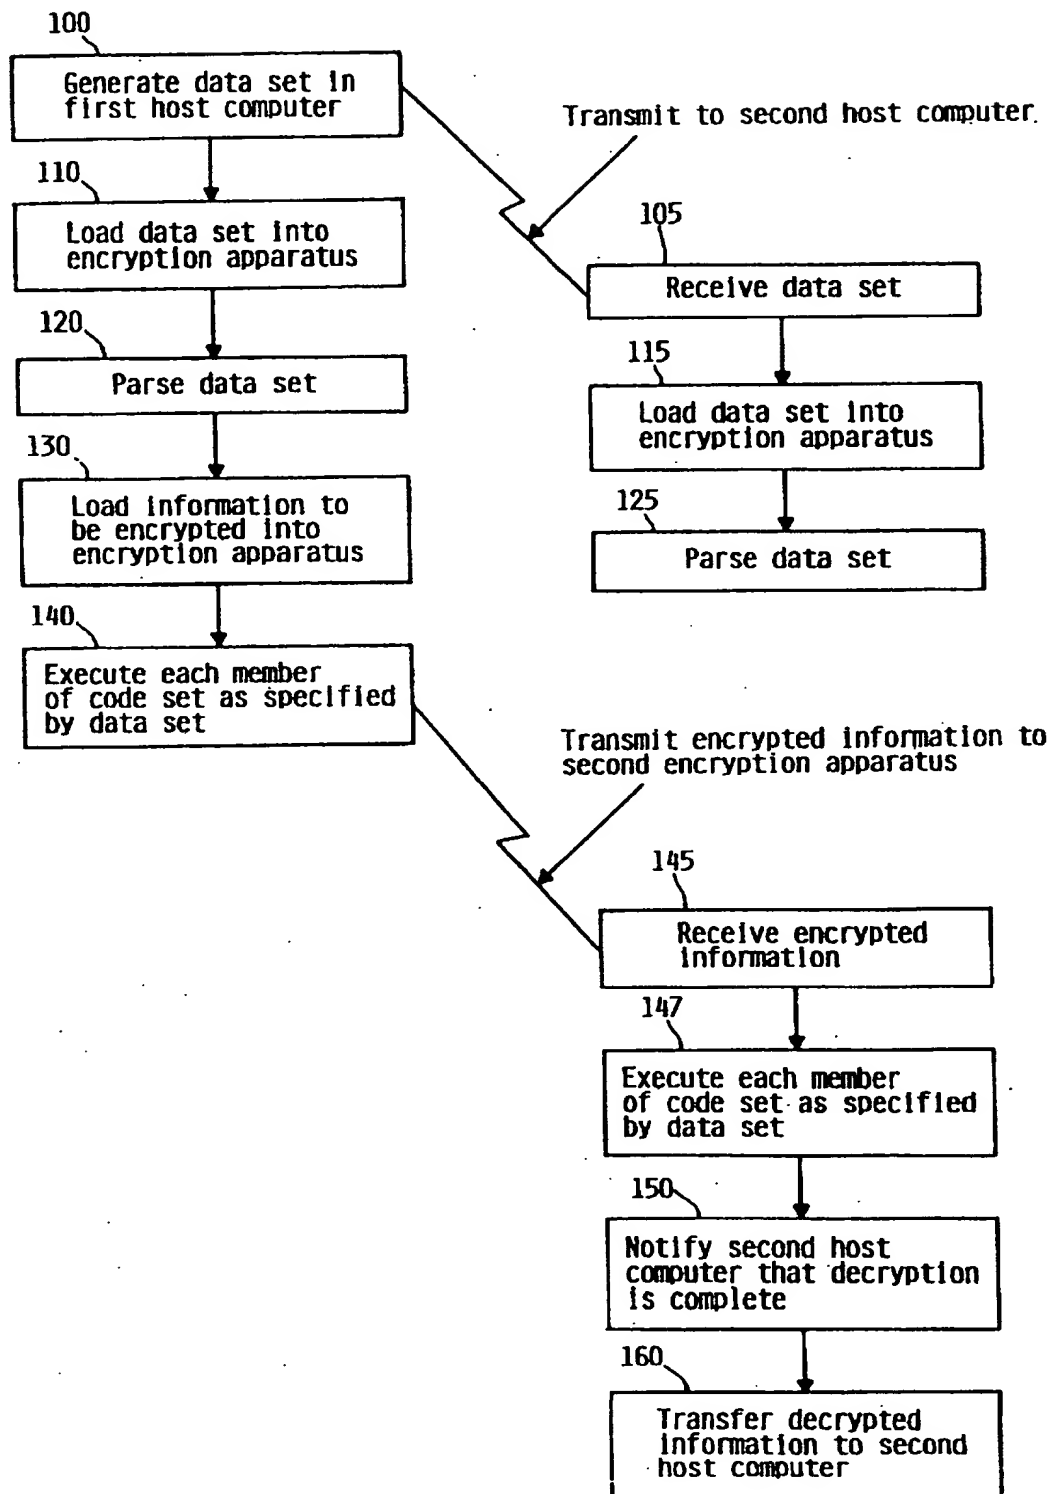 100
Generate data set in
first host computer
Transmit to second host computer.
110
Load data set into
encryption apparatus
105
Receive data set
120
Parse data set
115
Load data set into
encryption apparatus
130
Load information to
be encrypted into
encryption apparatus
125
Parse data set
140
Execute each member
of code set as specified
by data set
Transmit encrypted information to
second encryption apparatus
145
Receive encrypted
information
147
Execute each member
of code set as specified
by data set
150
Notify second host
computer that decryption
is complete
160
Transfer decrypted
information to second
host computer